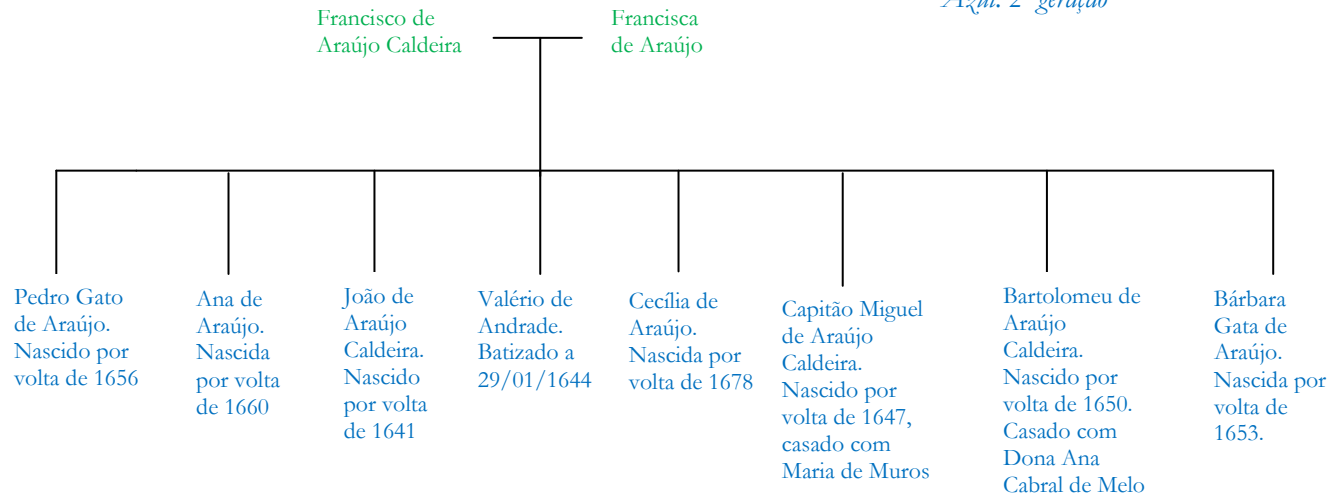 Azul: 2ª geração
Francisco de
Araújo Caldeira
Francisca
de Araújo
Pedro Gato
de Araújo.
Nascido por
volta de 1656
Ana de
Araújo.
Nascida
por volta
de 1660
João de
Araújo
Caldeira.
Nascido
por volta
de 1641
Valério de
Andrade.
Batizado a
29/01/1644
Cecília de
Araújo.
Nascida por
volta de 1678
Capitão Miguel
de Araújo
Caldeira.
Nascido por
volta de 1647,
casado com
Maria de Muros
Bartolomeu de
Araújo
Caldeira.
Nascido por
volta de 1650.
Casado com
Dona Ana
Cabral de Melo
Bárbara
Gata de
Araújo.
Nascida por
volta de
1653.